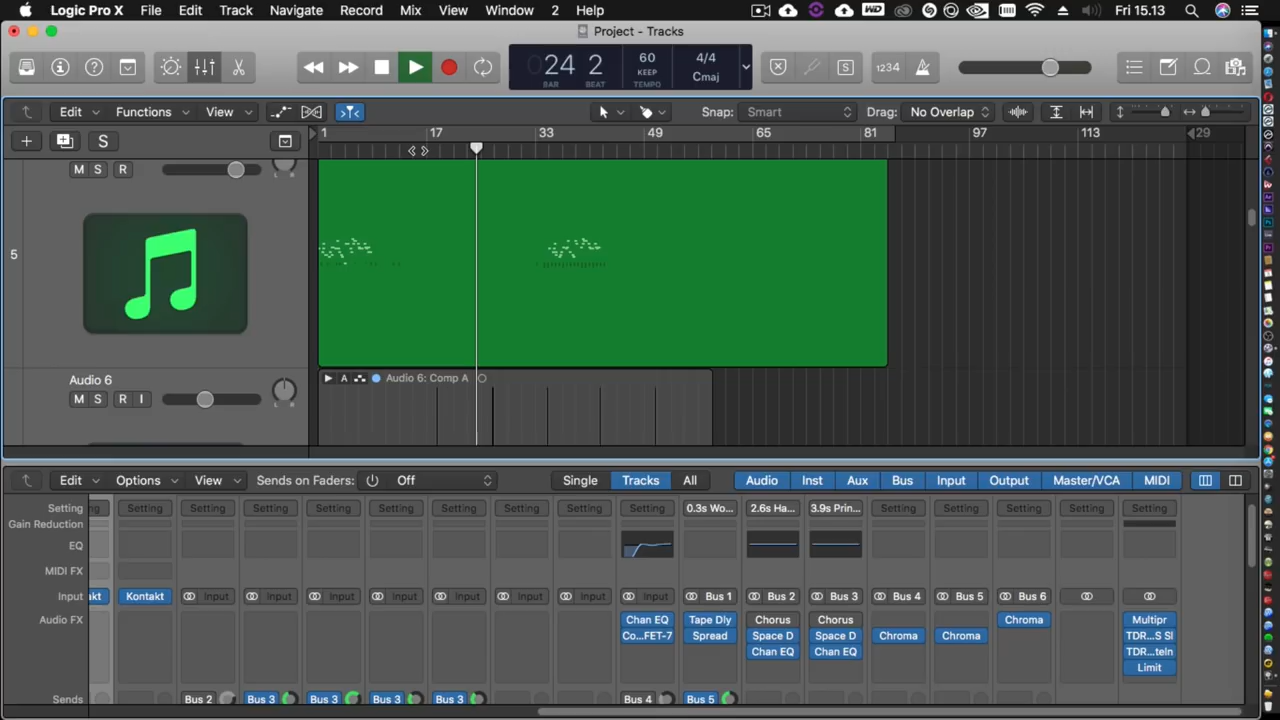 Logic Pro X File Edit Track Navigate Record Mix View Window 2 Help Fri 15.13
Project - Tracks
24 2 60 4/4
KEEP Cmaj
BAR BEAT TEMPO
1234
Edit Functions View Snap: Smart Drag: No Overlap
S 1 17 33 49 65 81 97 113 29
M S R
L R
5
Audio 6 A Audio 6: Comp A
M S R I
L R
Edit Options View Sends on Faders: Off Single Tracks All Audio Inst Aux Bus Input Output Master/VCA MIDI
Setting Setting Setting Setting Setting Setting Setting Setting Setting Setting 0.3s Wo... 2.6s Ha... 3.9s Prin... Setting Setting Setting Setting Setting
Gain Reduction
EQ
MIDI FX
Input akt Kontakt Input Input Input Input Input Input Input Input Bus 1 Bus 2 Bus 3 Bus 4 Bus 5 Bus 6
Audio FX Chan EQ Tape Dly Chorus Chorus Chroma Multipr
Co...FET-7 Spread Space D Space D Chroma Chroma TDR...S Sl
Chan EQ Chan EQ TDR...teln
Limit
Sends Bus 2 Bus 3 Bus 3 Bus 3 Bus 3 Bus 4 Bus 5